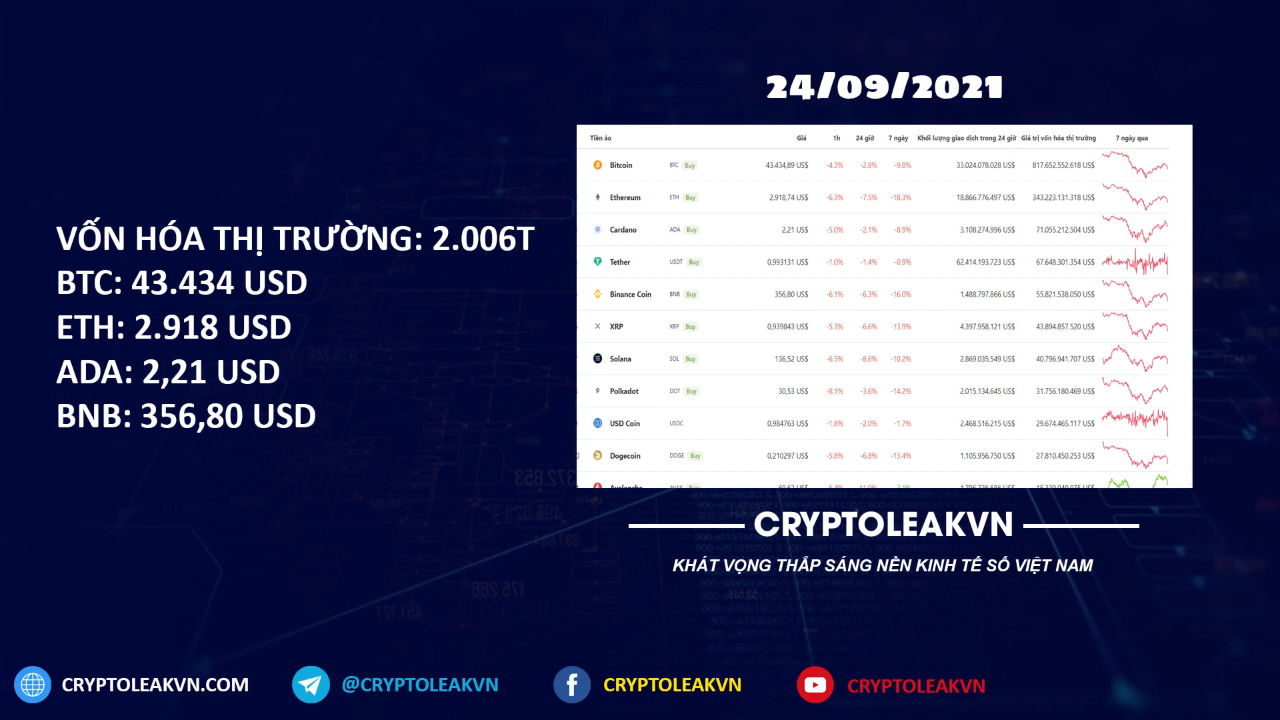 24/09/2021
VỐN HÓA THỊ TRƯỜNG: 2.006T
BTC: 43.434 USD
ETH: 2.918 USD
ADA: 2,21 USD
BNB: 356,80 USD
Tiền ảo Giá 1h 24 giờ 7 ngày Khối lượng giao dịch trong 24 giờ Giá trị vốn hóa thị trường 7 ngày qua
Bitcoin BTC Buy 43.434,89 US$ -4.3% -2.8% -9.8% 33.024.078.028 US$ 817.652.552.618 US$
Ethereum ETH Buy 2.918,74 US$ -6.3% -7.5% -18.3% 18.866.776.497 US$ 343.223.131.318 US$
Cardano ADA Buy 2,21 US$ -5.0% -2.1% -8.9% 3.108.274.996 US$ 71.055.212.504 US$
Tether USDT Buy 0,993131 US$ -1.0% -1.4% -0.9% 62.414.193.723 US$ 67.648.301.354 US$
Binance Coin BNB Buy 356,80 US$ -6.1% -6.3% -16.0% 1.488.797.866 US$ 55.821.538.050 US$
XRP XRP Buy 0,939843 US$ -5.3% -6.6% -13.9% 4.397.958.121 US$ 43.894.857.520 US$
Solana SOL Buy 136,52 US$ -6.5% -8.6% -10.2% 2.869.035.549 US$ 40.796.941.707 US$
Polkadot DOT Buy 30,53 US$ -8.1% -3.6% -14.2% 2.015.134.645 US$ 31.756.180.469 US$
USD Coin USDC 0,984763 US$ -1.8% -2.0% -1.7% 2.468.516.215 US$ 29.674.465.117 US$
Dogecoin DOGE Buy 0,210297 US$ -5.8% -6.8% -13.4% 1.105.956.750 US$ 27.810.450.253 US$
CRYPTOLEAKVN
KHÁT VỌNG THẮP SÁNG NỀN KINH TẾ SỐ VIỆT NAM
CRYPTOLEAKVN.COM @CRYPTOLEAKVN CRYPTOLEAKVN CRYPTOLEAKVN